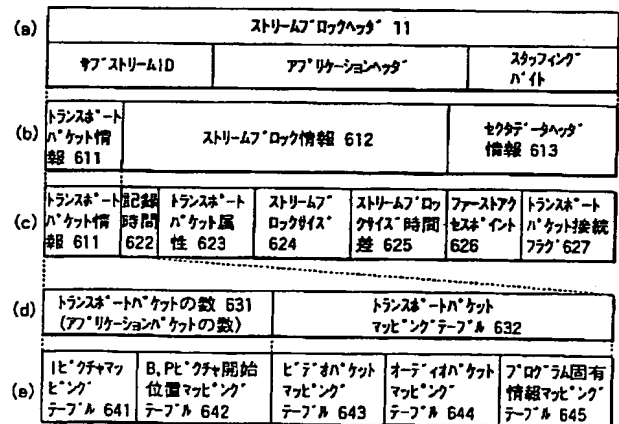 (a)
ストリームブロックヘッダ 11
サブストリームID
アプリケーションヘッダ
スタッフィング
バイト
(b)
トランスポート
パケット情
報 611
ストリームブロック情報 612
セクタデータヘッダ
情報 613
(c)
トランスポート
パケット情
報 611
記録
時間
622
トランスポート
パケット属
性 623
ストリームブ
ロックサイズ
624
ストリームブロッ
クサイズ時間
差 625
ファーストアク
セスポイント
626
トランスポート
パケット接続
フラグ 627
(d)
トランスポートパケットの数 631
(アプリケーションパケットの数)
トランスポートパケット
マッピングテーブル 632
(e)
Iピクチャマッ
ピング
テーブル 641
B, Pピクチャ開始
位置マッピング
テーブル 642
ビデオパケット
マッピング
テーブル 643
オーディオパケット
マッピング
テーブル 644
プログラム固有
情報マッピング
テーブル 645